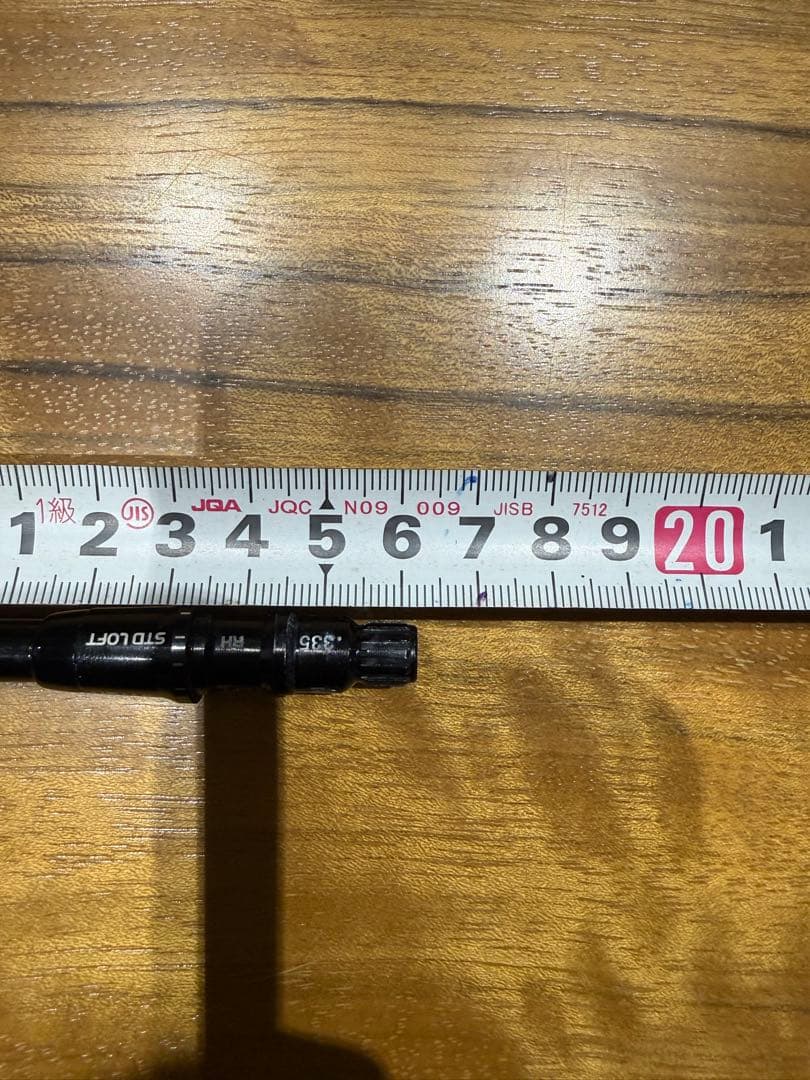 1級 JIS JQA JQC N09 009 JISB 7512
1 2 3 4 5 6 7 8 9 20 1
STD LOFT RH .335